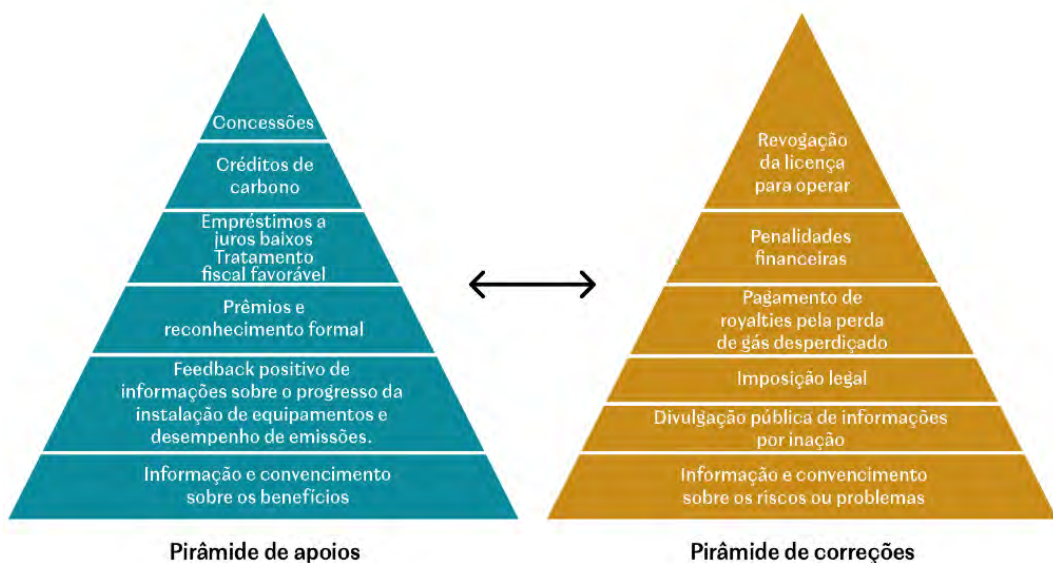 Concessões
Créditos de
carbono
Empréstimos a
juros baixos
Tratamento
fiscal favorável
Prêmios e
reconhecimento formal
Feedback positivo de
informações sobre o progresso da
instalação de equipamentos e
desempenho de emissões.
Informação e convencimento
sobre os benefícios
Pirâmide de apoios
Revogação
da licença
para operar
Penalidades
financeiras
Pagamento de
royalties pela perda
de gás desperdiçado
Imposição legal
Divulgação pública de informações
por inação
Informação e convencimento
sobre os riscos ou problemas
Pirâmide de correções